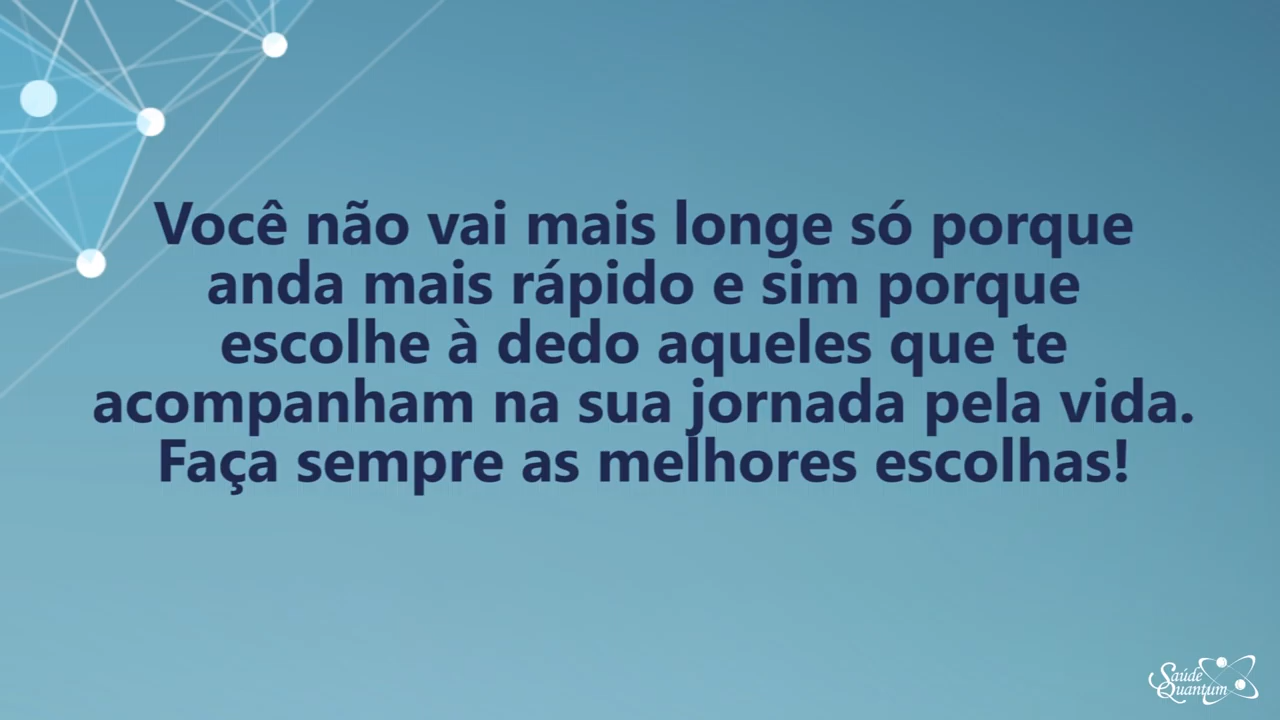 Você não vai mais longe só porque
anda mais rápido e sim porque
escolhe à dedo aqueles que te
acompanham na sua jornada pela vida.
Faça sempre as melhores escolhas!
Saúde
Quantum